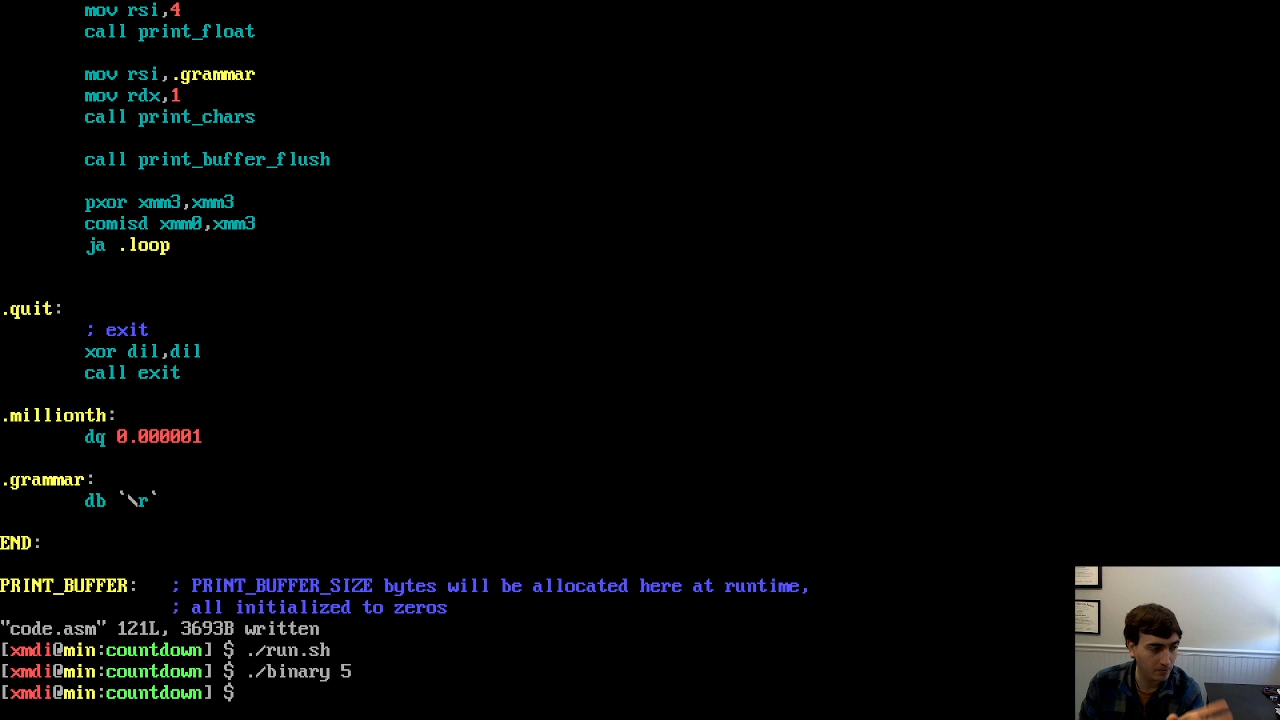 mov rsi,4
call print_float
mov rsi,.grammar
mov rdx,1
call print_chars
call print_buffer_flush
pxor xmm3,xmm3
comisd xmm0,xmm3
ja .loop
.quit:
; exit
xor dil,dil
call exit
.millionth:
dq 0.000001
.grammar:
db `\r`
END:
PRINT_BUFFER: ; PRINT_BUFFER_SIZE bytes will be allocated here at runtime,
; all initialized to zeros
"code.asm" 121L, 3693B written
[xmdi@min:countdown] $ ./run.sh
[xmdi@min:countdown] $ ./binary 5
[xmdi@min:countdown] $